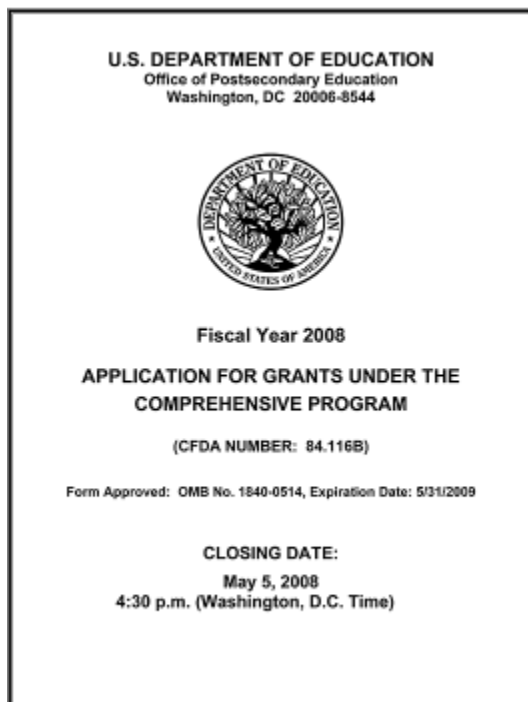 U.S. DEPARTMENT OF EDUCATION
Office of Postsecondary Education
Washington, DC 20006-8544
DEPARTMENT OF EDUCATION
UNITED STATES OF AMERICA
Fiscal Year 2008
APPLICATION FOR GRANTS UNDER THE
COMPREHENSIVE PROGRAM
(CFDA NUMBER: 84.116B)
Form Approved: OMB No. 1840-0514, Expiration Date: 5/31/2009
CLOSING DATE:
May 5, 2008
4:30 p.m. (Washington, D.C. Time)